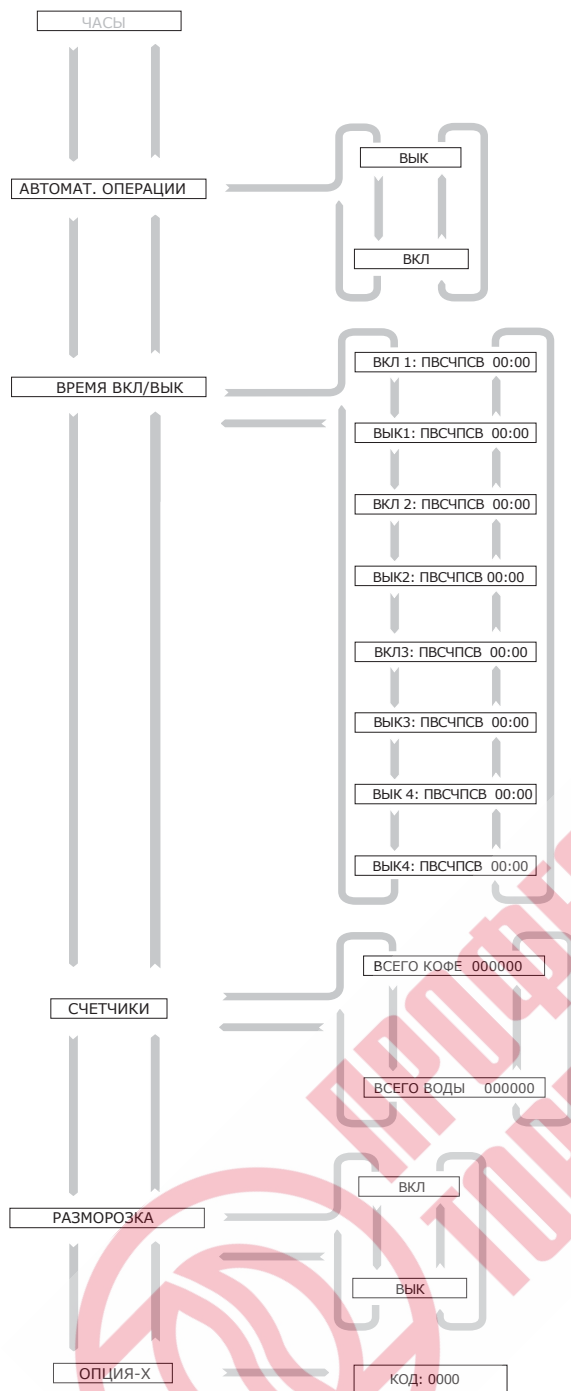 ЧАСЫ
АВТОМАТ. ОПЕРАЦИИ
ВЫК
ВКЛ
ВРЕМЯ ВКЛ/ВЫК
ВКЛ 1: ПВСЧПСВ 00:00
ВЫК1: ПВСЧПСВ 00:00
ВКЛ 2: ПВСЧПСВ 00:00
ВЫК2: ПВСЧПСВ 00:00
ВКЛ3: ПВСЧПСВ 00:00
ВЫК3: ПВСЧПСВ 00:00
ВЫК 4: ПВСЧПСВ 00:00
ВЫК4: ПВСЧПСВ 00:00
СЧЕТЧИКИ
ВСЕГО КОФЕ 000000
ВСЕГО ВОДЫ 000000
РАЗМОРОЗКА
ВКЛ
ВЫК
ОПЦИЯ-X
КОД: 0000